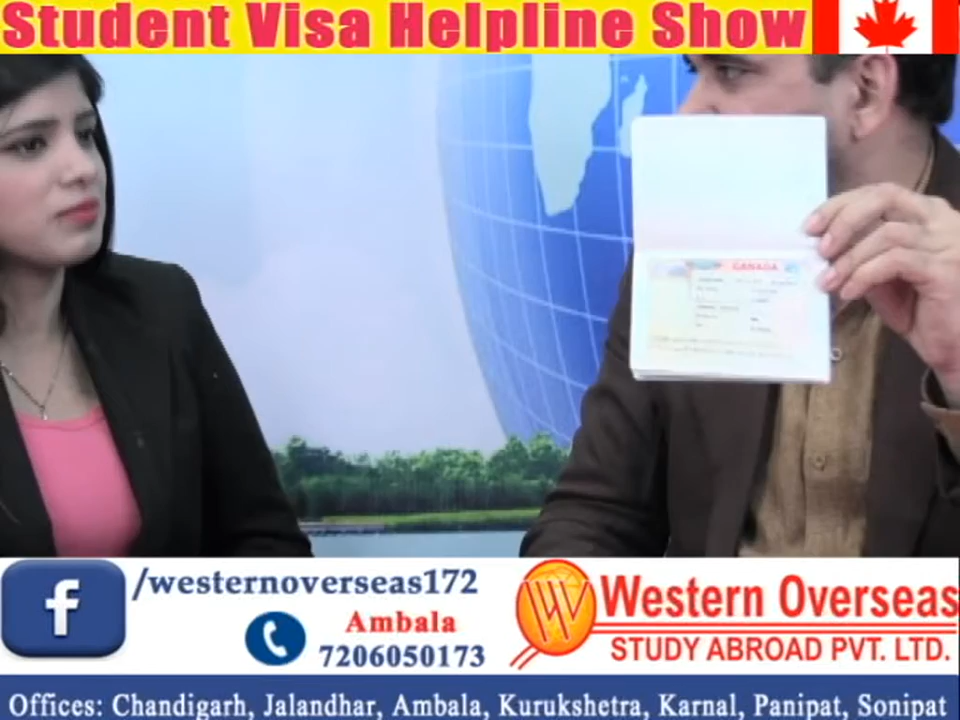 Student Visa Helpline Show
CANADA
f /westernoverseas172
Ambala
7206050173
W
Western Overseas
STUDY ABROAD PVT. LTD.
Offices: Chandigarh, Jalandhar, Ambala, Kurukshetra, Karnal, Panipat, Sonipat